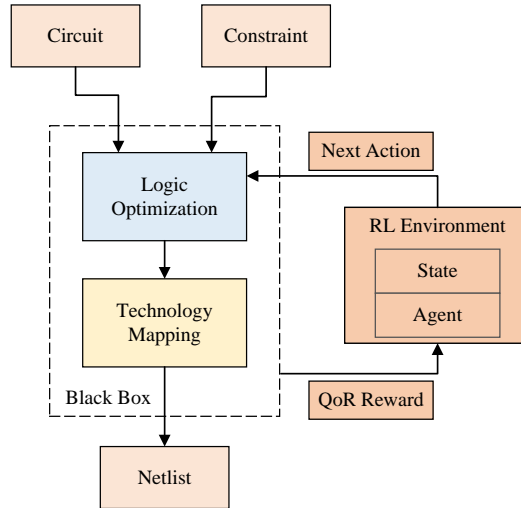 Circuit
Constraint
Next Action
Logic
Optimization
RL Environment
State
Agent
Technology
Mapping
Black Box
QoR Reward
Netlist